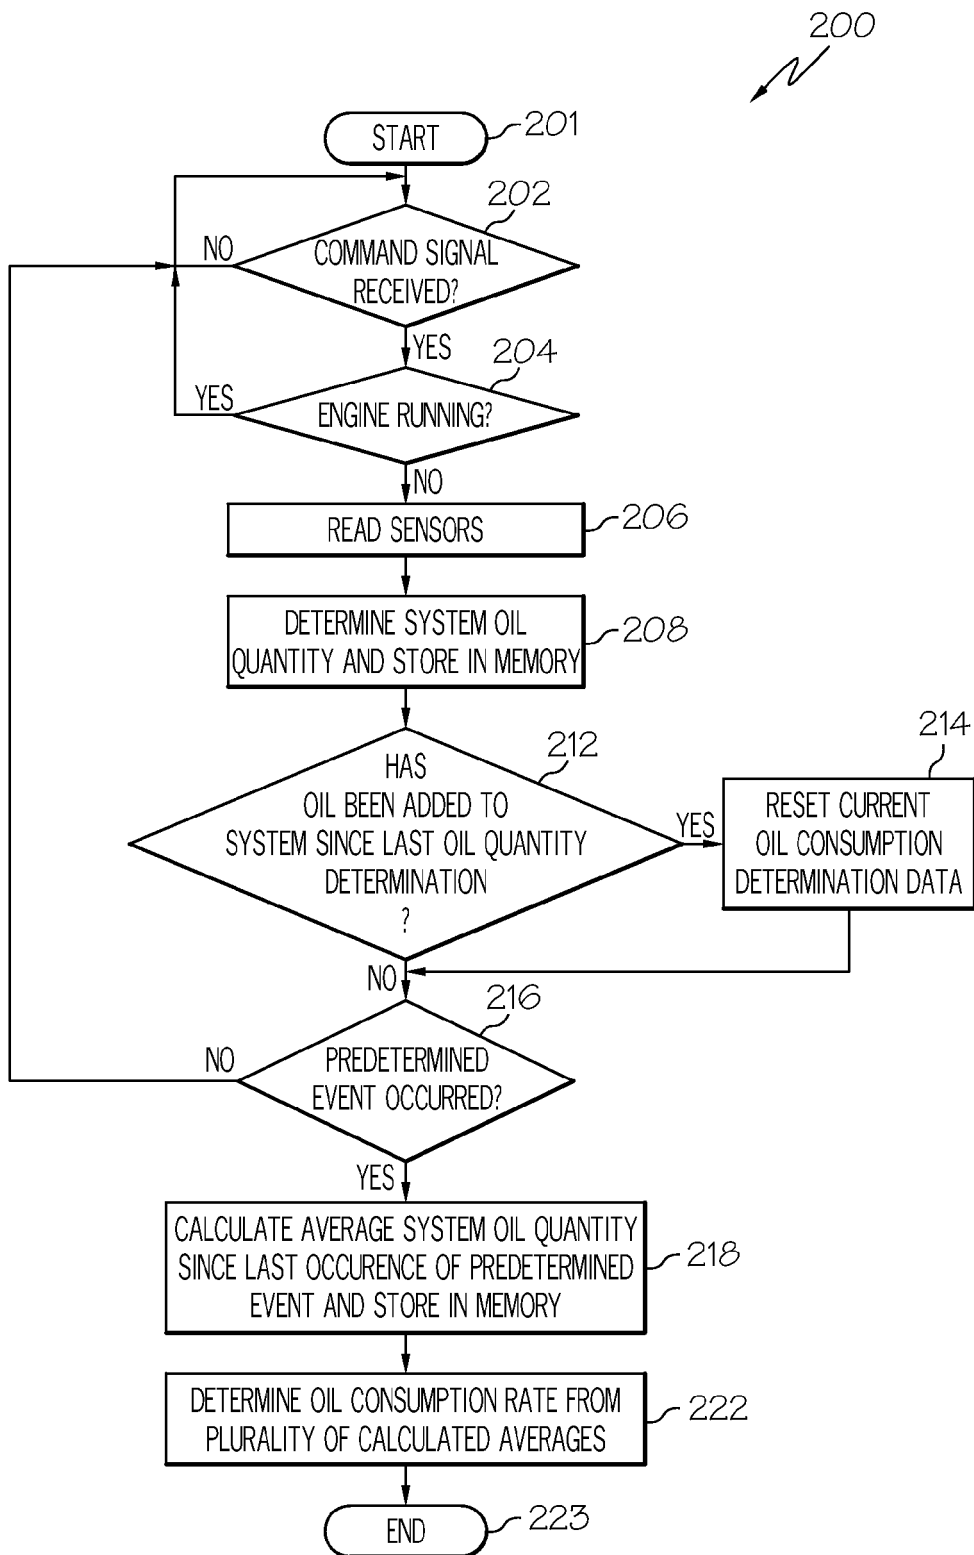 200
START
201
202
NO
COMMAND SIGNAL
RECEIVED?
YES
204
YES
ENGINE RUNNING?
NO
READ SENSORS
206
DETERMINE SYSTEM OIL
QUANTITY AND STORE IN MEMORY
208
212
HAS
OIL BEEN ADDED TO
SYSTEM SINCE LAST OIL QUANTITY
DETERMINATION
?
YES
214
RESET CURRENT
OIL CONSUMPTION
DETERMINATION DATA
NO
216
NO
PREDETERMINED
EVENT OCCURRED?
YES
CALCULATE AVERAGE SYSTEM OIL QUANTITY
SINCE LAST OCCURENCE OF PREDETERMINED
EVENT AND STORE IN MEMORY
218
DETERMINE OIL CONSUMPTION RATE FROM
PLURALITY OF CALCULATED AVERAGES
222
END
223